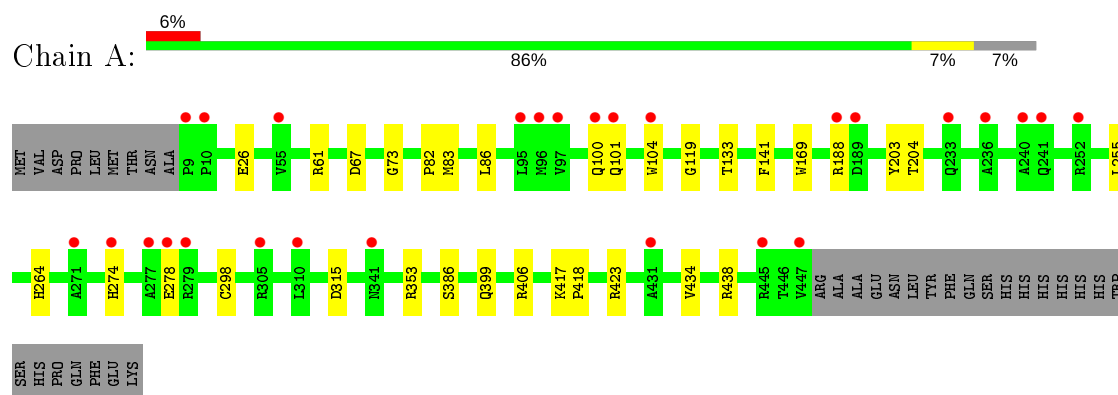 6%
Chain A:
86% 7% 7%
MET VAL ASP PRO LEU MET THR ASN ALA P9 P10 E26 V55 R61 D67 G73 P82 M83 L86 L95 M96 V97 Q100 Q101 W104 G119 T133 F141 W169 R188 D189 Y203 T204 Q233 A236 A240 Q241 R252 L255
H264 A271 H274 A277 E278 R279 C298 R305 L310 D315 N341 R353 S386 Q399 R406 K417 P418 R423 A431 V434 R438 R445 T446 V447 ARG ALA ALA GLU ASN LEU TYR PHE GLN SER HIS HIS HIS HIS HIS HIS TRP
SER HIS PRO GLN PHE GLU LYS